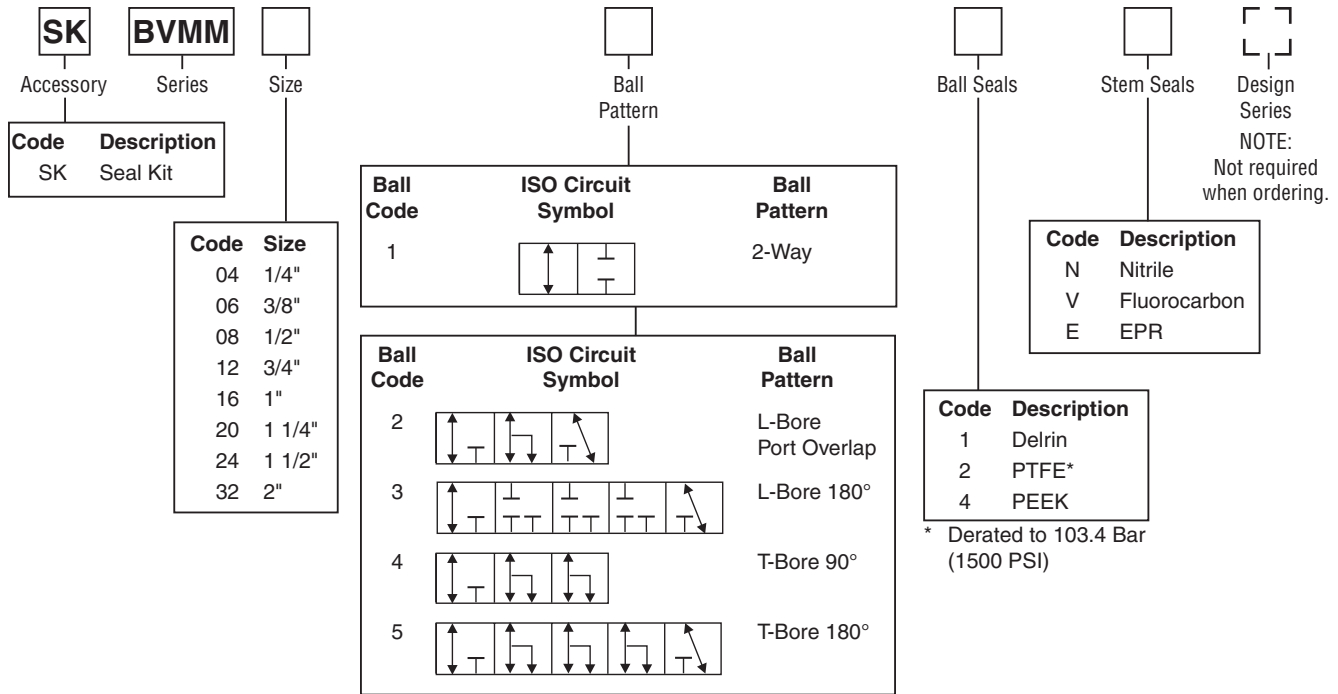 SK BVMM
Accessory Series Size Ball Pattern Ball Seals Stem Seals Design Series
NOTE:
Not required
when ordering.
Code Description
SK Seal Kit
Code Size
04 1/4"
06 3/8"
08 1/2"
12 3/4"
16 1"
20 1 1/4"
24 1 1/2"
32 2"
Ball Code ISO Circuit Symbol Ball Pattern
1 2-Way
Ball Code ISO Circuit Symbol Ball Pattern
2 L-Bore
Port Overlap
3 L-Bore 180°
4 T-Bore 90°
5 T-Bore 180°
Code Description
1 Delrin
2 PTFE*
4 PEEK
* Derated to 103.4 Bar
(1500 PSI)
Code Description
N Nitrile
V Fluorocarbon
E EPR